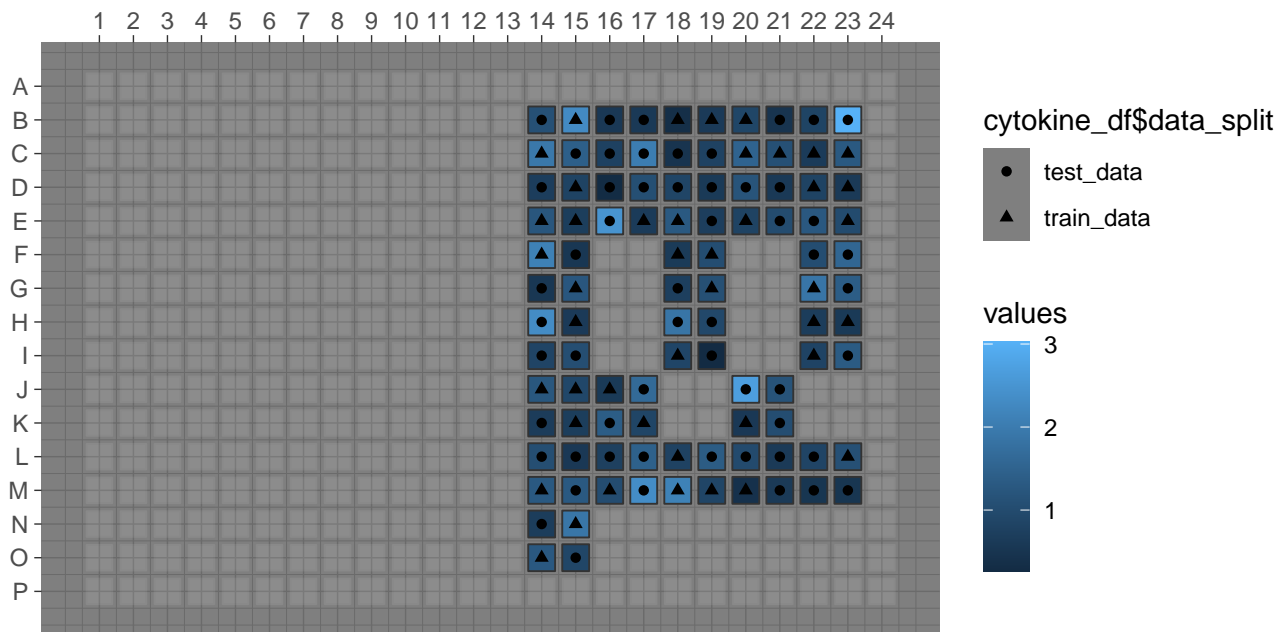 1 2 3 4 5 6 7 8 9 10 11 12 13 14 15 16 17 18 19 20 21 22 23 24
A
B
C
D
E
F
G
H
I
J
K
L
M
N
O
P
cytokine_df$data_split
test_data
train_data
values
3
2
1